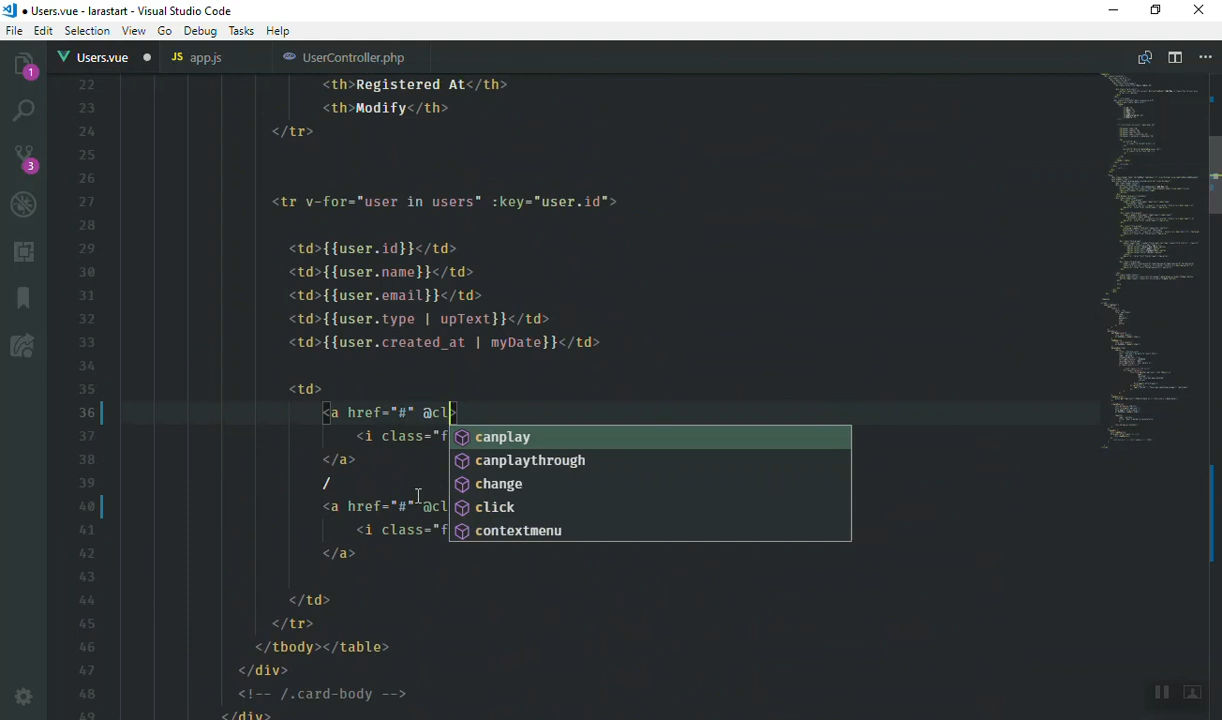 ● Users.vue - larastart - Visual Studio Code
File Edit Selection View Go Debug Tasks Help
Users.vue ● JS app.js UserController.php
1
3
22 <th>Registered At</th>
23 <th>Modify</th>
24 </tr>
25
26
27 <tr v-for="user in users" :key="user.id">
28
29 <td>{{user.id}}</td>
30 <td>{{user.name}}</td>
31 <td>{{user.email}}</td>
32 <td>{{user.type | upText}}</td>
33 <td>{{user.created_at | myDate}}</td>
34
35 <td>
36 <a href="#" @cl>
37 <i class="f
38 </a>
39 /
40 <a href="#" @cl
41 <i class="f
42 </a>
43
44 </td>
45 </tr>
46 </tbody></table>
47 </div>
48 <!-- /.card-body -->
49 </div>
canplay
canplaythrough
change
click
contextmenu